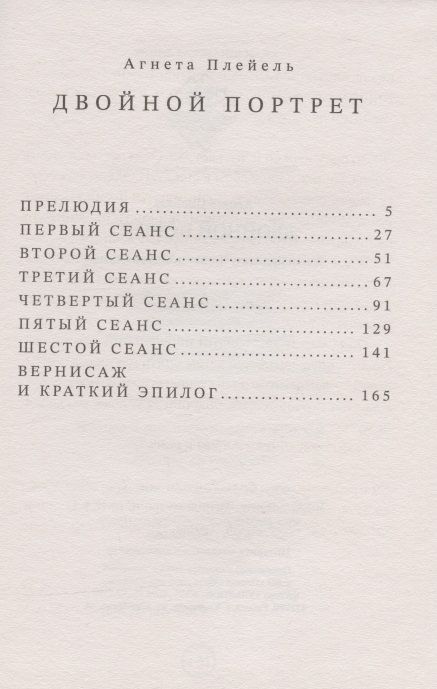 Агнета Плейель
ДВОЙНОЙ ПОРТРЕТ
ПРЕЛЮДИЯ.................................... 5
ПЕРВЫЙ СЕАНС............................. 27
ВТОРОЙ СЕАНС............................. 51
ТРЕТИЙ СЕАНС............................. 67
ЧЕТВЕРТЫЙ СЕАНС....................... 91
ПЯТЫЙ СЕАНС............................. 129
ШЕСТОЙ СЕАНС........................... 141
ВЕРНИСАЖ
И КРАТКИЙ ЭПИЛОГ..................... 165